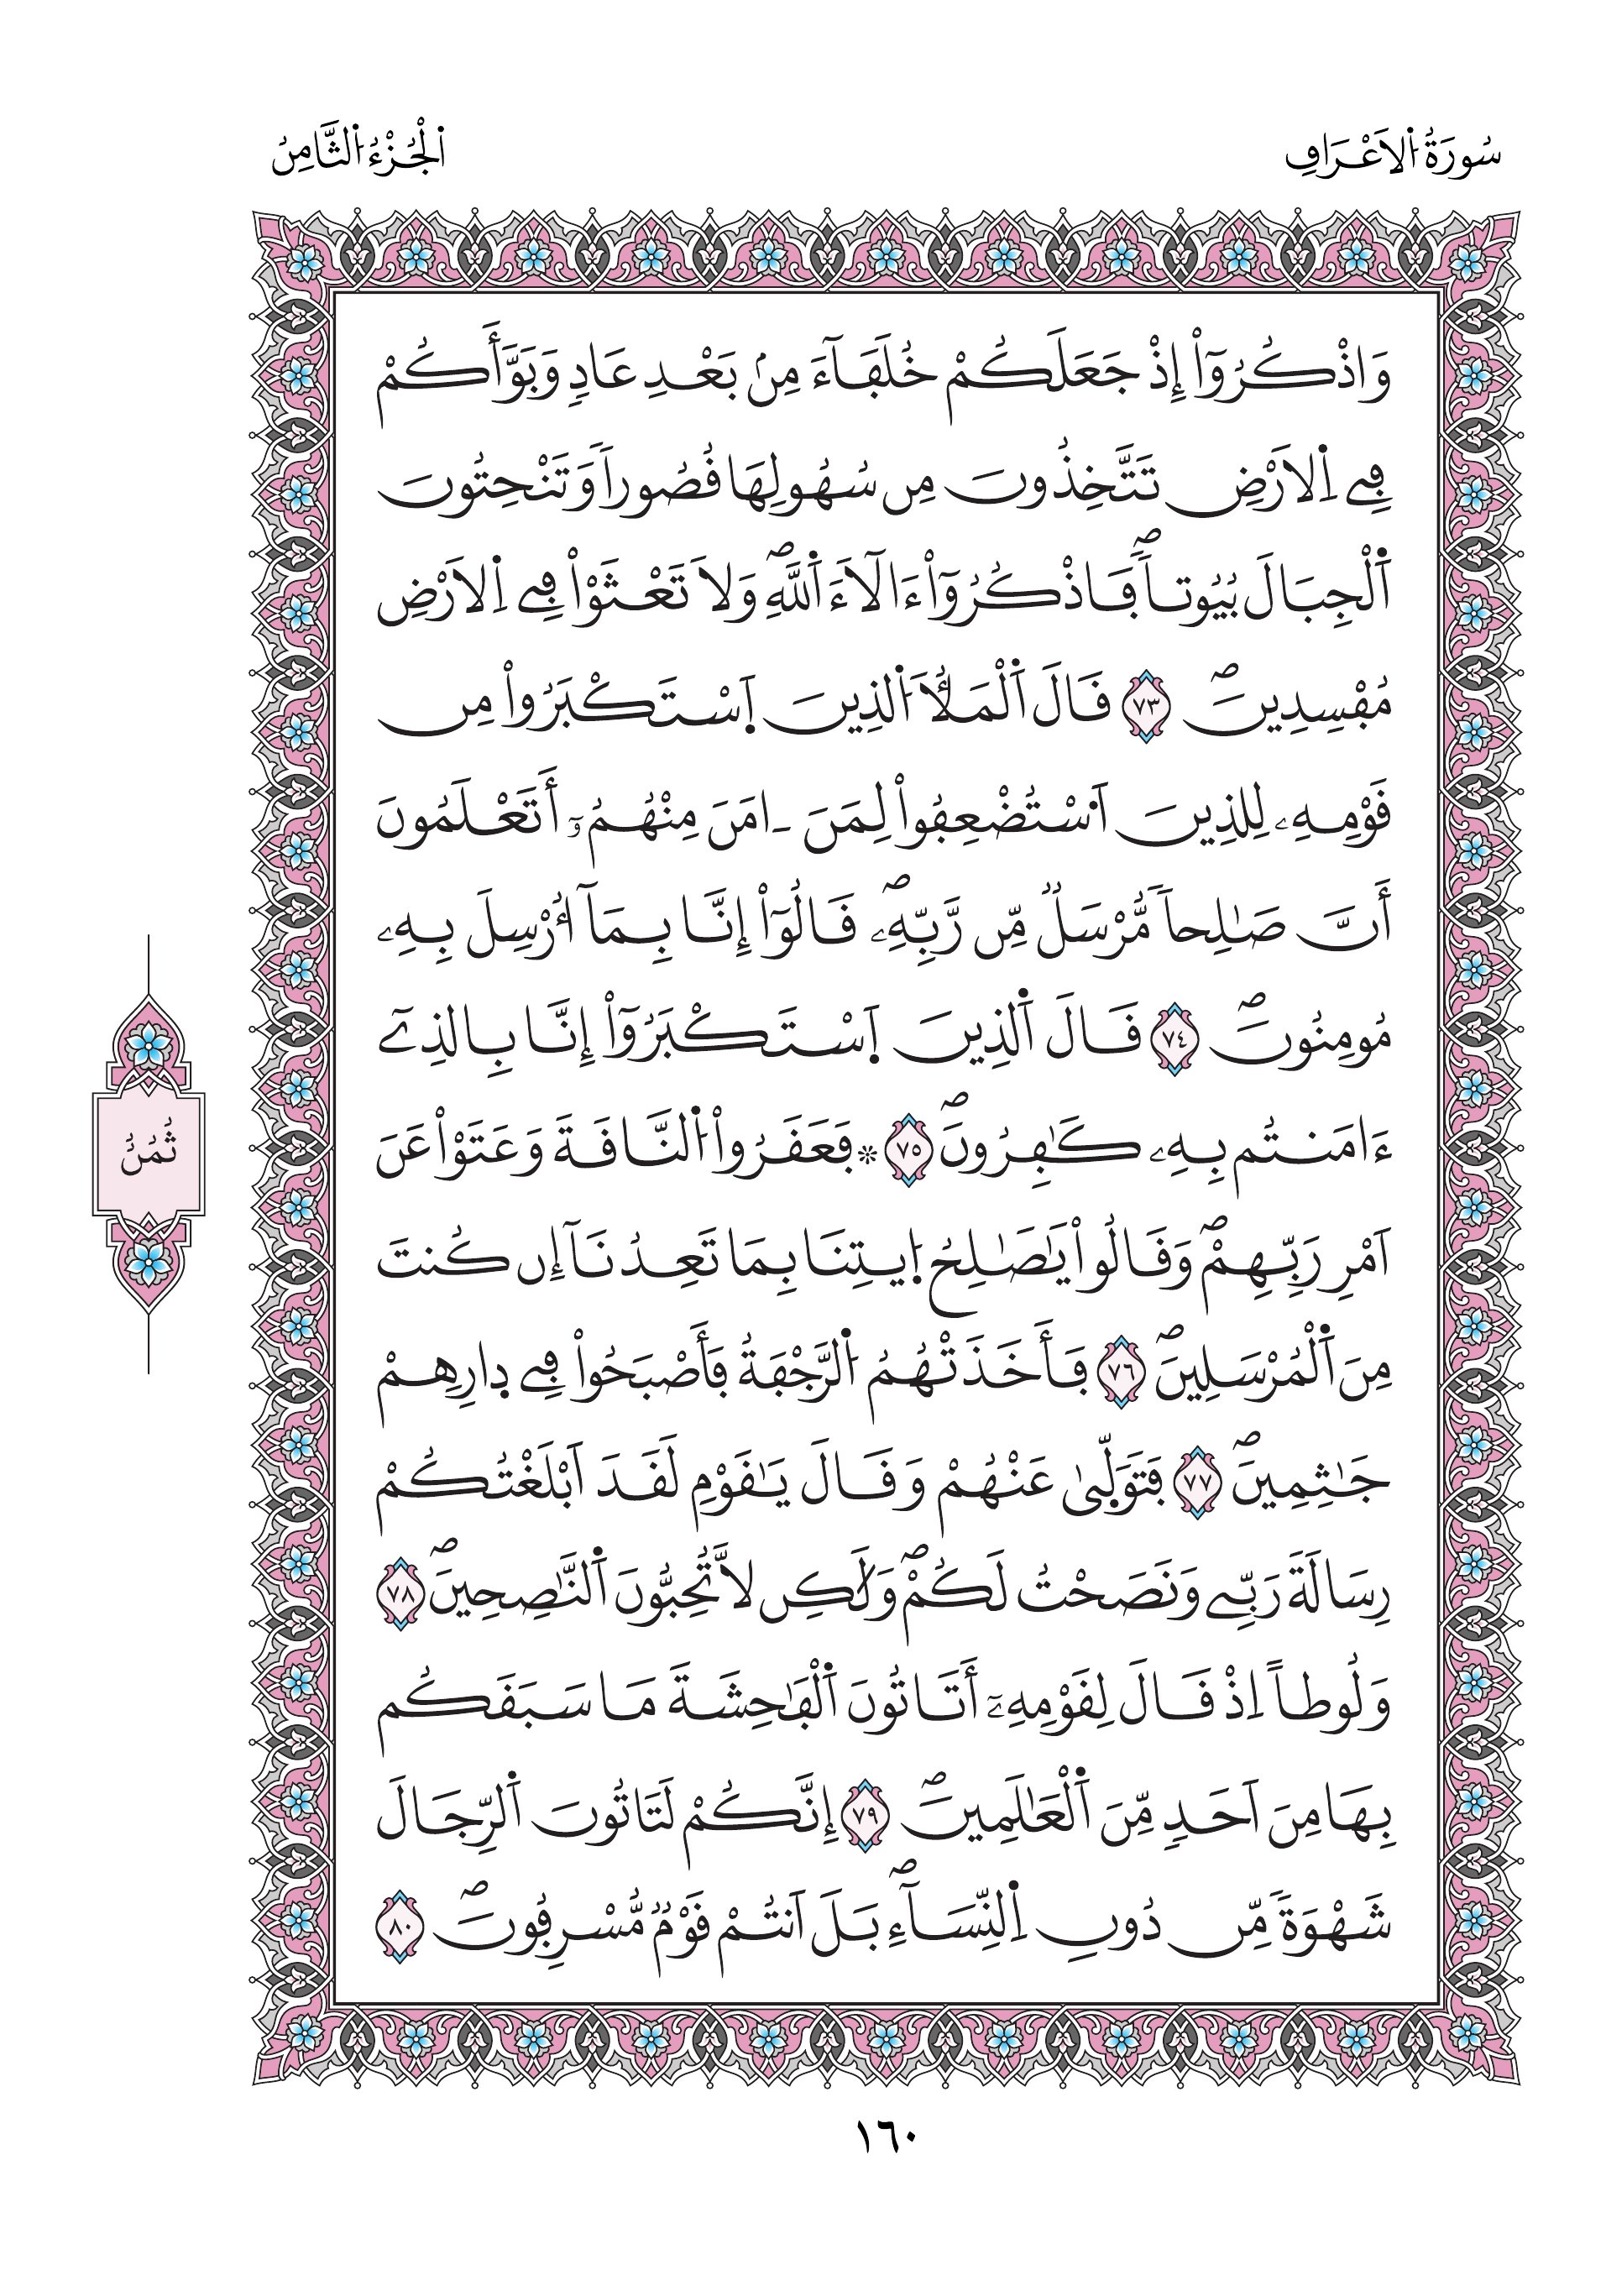 سُورَةُ اُ۬لَاعْرَافِ
اُ۬لْجُزْءُ اُ۬لثَّامِنُ
وَاذْكُرُوٓاْ إِذْ جَعَلَكُمْ خُلَفَآءَ مِنۢ بَعْدِ عَادٖ وَبَوَّأَكُمْ
فِے اِ۬لَارْضِ تَتَّخِذُونَ مِن سُهُولِهَا قُصُوراٗ وَتَنْحِتُونَ
اَ۬لْجِبَالَ بُيُوتاٗۖ فَاذْكُرُوٓاْ ءَالَآءَ اَ۬للَّهِۖ وَلَا تَعْثَوْاْ فِے اِ۬لَارْضِ
مُفْسِدِينَۖ ٧٣ قَالَ اَ۬لْمَلَأُ اُ۬لذِينَ اَ۪سْتَكْبَرُواْ مِن
قَوْمِهِۦ لِلذِينَ اَ۟سْتُضْعِفُواْ لِمَنَ اٰمَنَ مِنْهُمُۥٓ أَتَعْلَمُونَ
أَنَّ صَٰلِحاٗ مُّرْسَلٞ مِّن رَّبِّهِۦۖ قَالُوٓاْ إِنَّا بِمَآ أُرْسِلَ بِهِۦ
مُومِنُونَۖ ٧٤ قَالَ اَ۬لذِينَ اَ۪سْتَكْبَرُوٓاْ إِنَّا بِالذِےٓ
ءَامَنتُم بِهِۦ كَٰفِرُونَۖ ٧٥ ۞ فَعَقَرُواْ اُ۬لنَّاقَةَ وَعَتَوْاْ عَنَ
اَمْرِ رَبِّهِمْۖ وَقَالُواْ يَٰصَٰلِحُ اُ۪يتِنَا بِمَا تَعِدُنَآ إِن كُنتَ
مِنَ اَ۬لْمُرْسَلِينَۖ ٧٦ فَأَخَذَتْهُمُ اُ۬لرَّجْفَةُ فَأَصْبَحُواْ فِے دِارِهِمْ
جَٰثِمِينَۖ ٧٧ فَتَوَلّ۪ىٰ عَنْهُمْ وَقَالَ يَٰقَوْمِ لَقَدَ اَبْلَغْتُكُمْ
رِسَالَةَ رَبِّے وَنَصَحْتُ لَكُمْۖ وَلَٰكِن لَّا تُحِبُّونَ اَ۬لنَّٰصِحِينَۖ ٧٨
وَلُوطاً اِذْ قَالَ لِقَوْمِهِۦٓ أَتَاتُونَ اَ۬لْفَٰحِشَةَ مَا سَبَقَكُم
بِهَا مِنَ اَحَدٖ مِّنَ اَ۬لْعَٰلَمِينَۖ ٧٩ إِنَّكُمْ لَتَاتُونَ اَ۬لرِّجَالَ
شَهْوَةٗ مِّن دُونِ اِ۬لنِّسَآءِۖ بَلَ اَنتُمْ قَوْمٞ مُّسْرِفُونَۖ ٨٠
ثُمُنُ
١٦٠